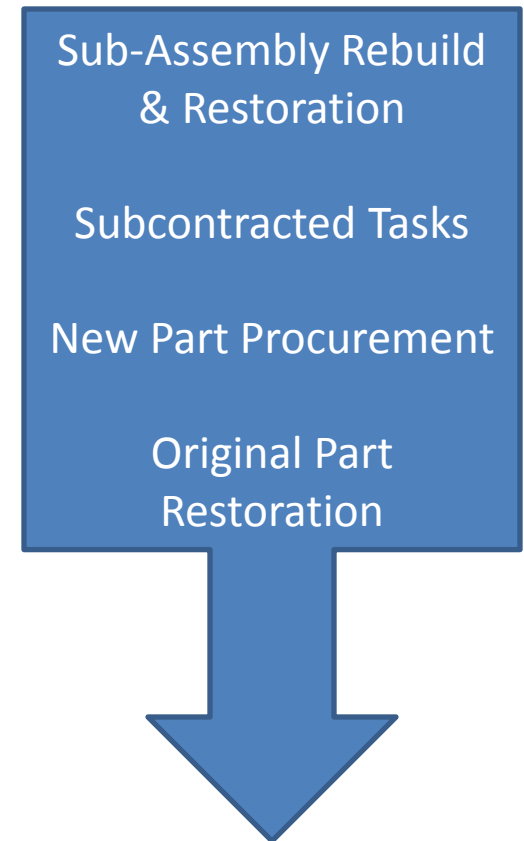 Sub-Assembly Rebuild
& Restoration
Subcontracted Tasks
New Part Procurement
Original Part
Restoration